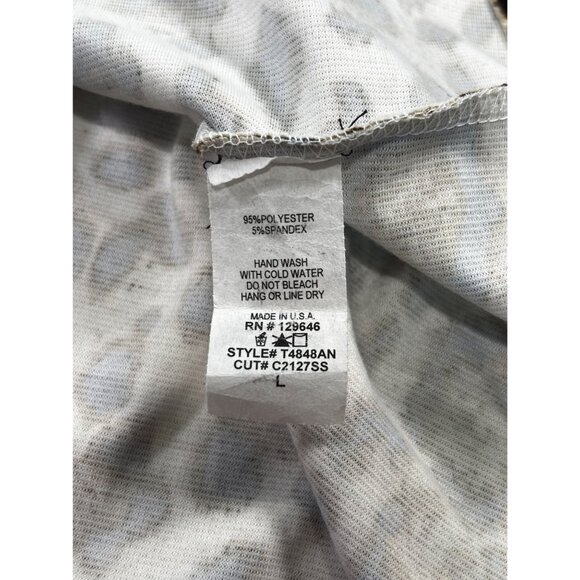 95%POLYESTER
5%SPANDEX
HAND WASH
WITH COLD WATER
DO NOT BLEACH
HANG OR LINE DRY
MADE IN U.S.A.
RN # 129646
STYLE# T4848AN
CUT# C2127SS
L